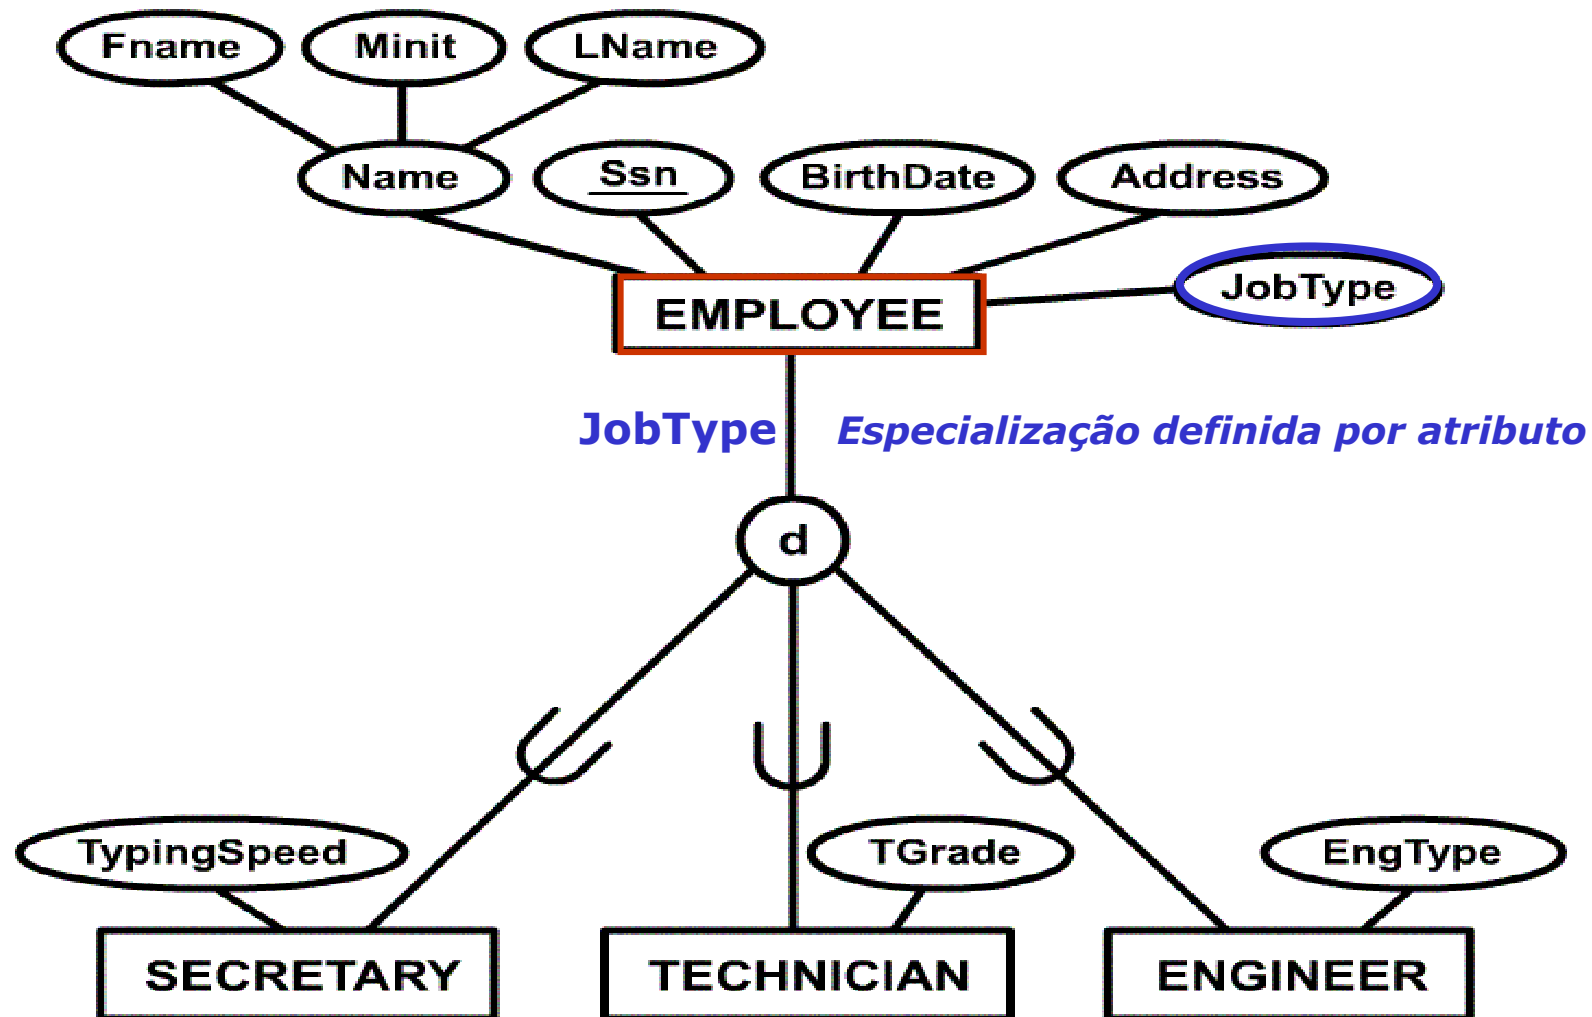 Fname Minit LName
Name Ssn BirthDate Address
JobType
EMPLOYEE
JobType Especialização definida por atributo
d
TypingSpeed TGrade EngType
SECRETARY TECHNICIAN ENGINEER